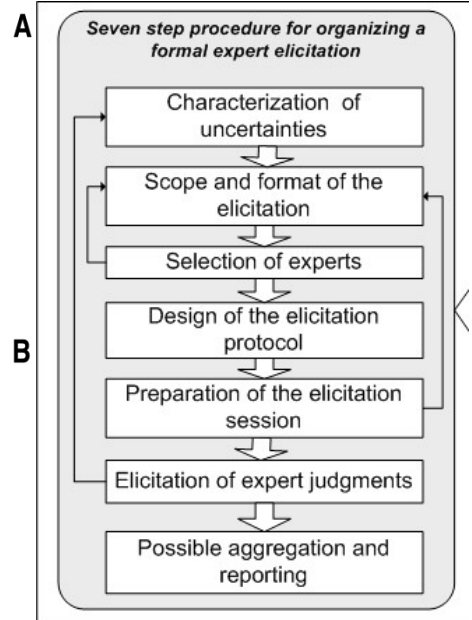 A
Seven step procedure for organizing a
formal expert elicitation
Characterization of
uncertainties
Scope and format of the
elicitation
Selection of experts
Design of the elicitation
protocol
B
Preparation of the elicitation
session
Elicitation of expert judgments
Possible aggregation and
reporting